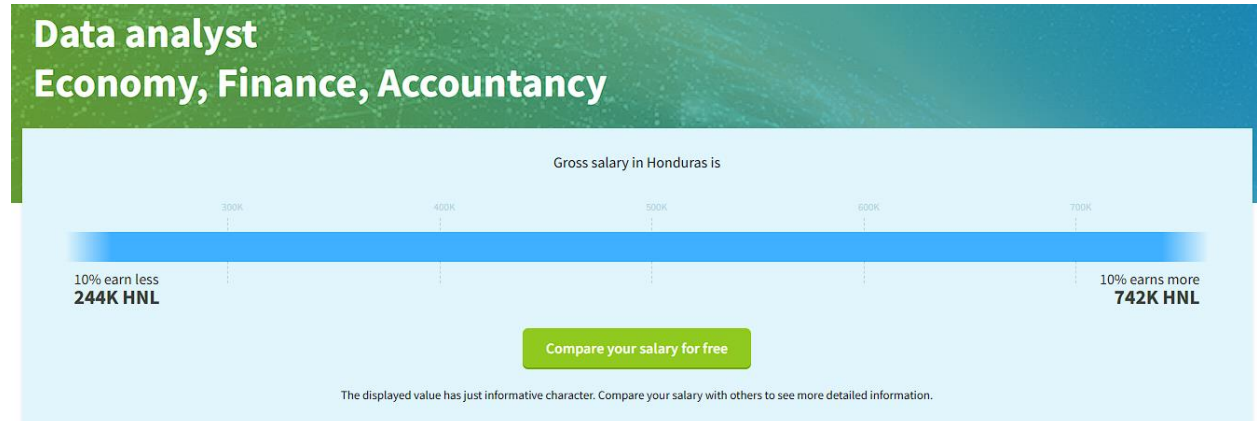 Data analyst
Economy, Finance, Accountancy
Gross salary in Honduras is
300K 400K 500K 600K 700K
10% earn less 10% earns more
244K HNL 742K HNL
Compare your salary for free
The displayed value has just informative character. Compare your salary with others to see more detailed information.